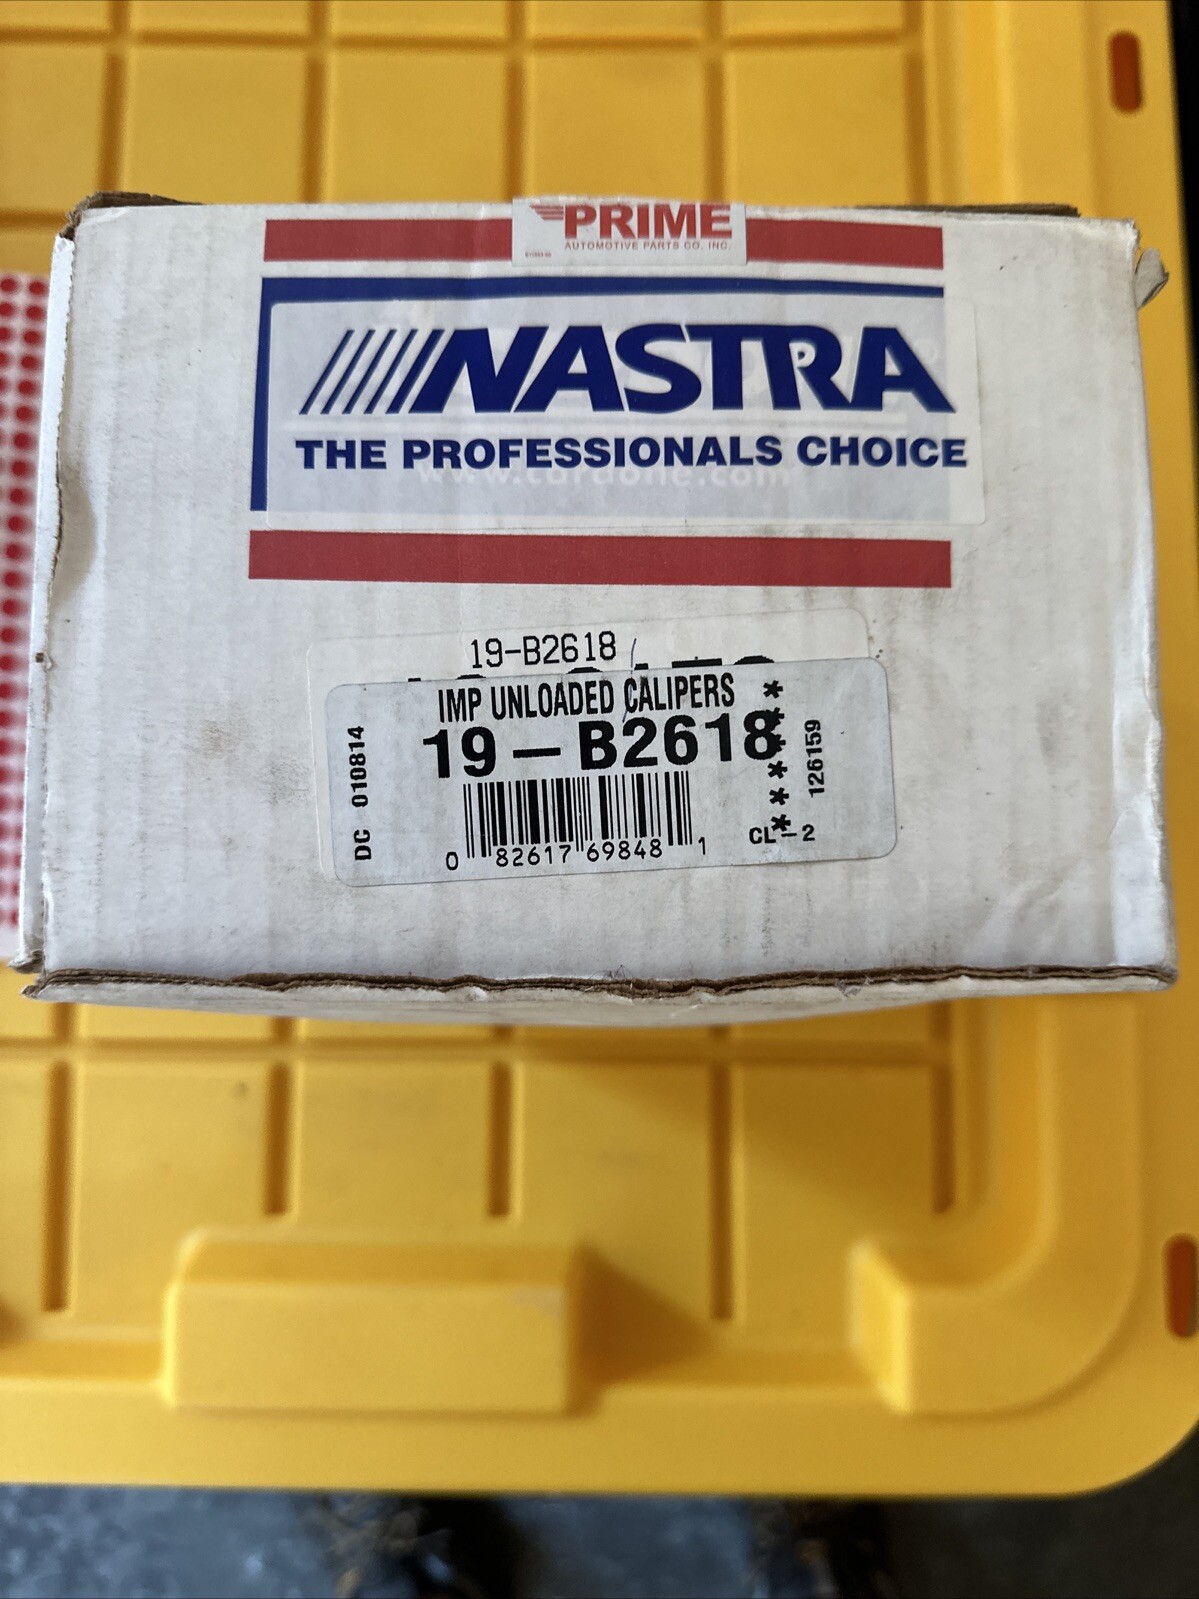 PRIME
AUTOMOTIVE PARTS CO. INC.
NASTRA
THE PROFESSIONALS CHOICE
www.cardone.com
19-B2618
IMP UNLOADED CALIPERS
19-B2618
DC 010814
******
126159
0 82617 69848 1
CL-2